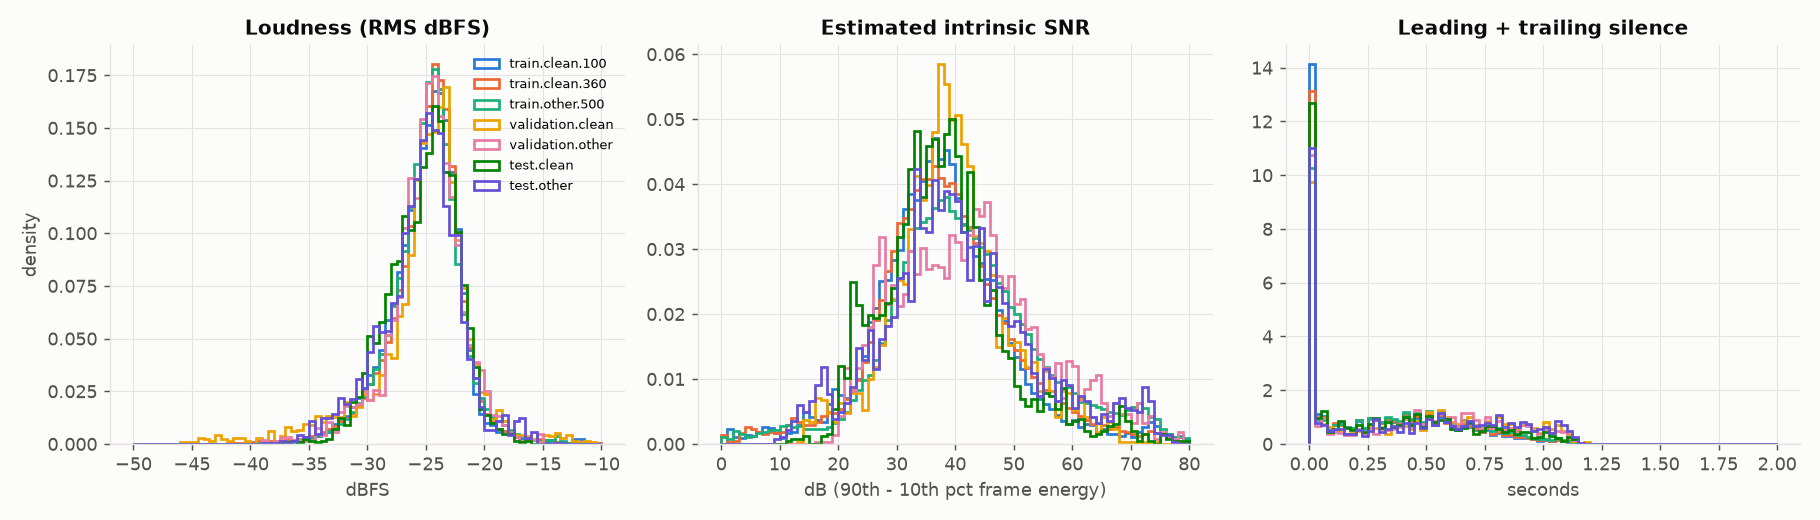 Loudness (RMS dBFS)
density
0.175
0.150
0.125
0.100
0.075
0.050
0.025
0.000
−50 −45 −40 −35 −30 −25 −20 −15 −10
dBFS
train.clean.100
train.clean.360
train.other.500
validation.clean
validation.other
test.clean
test.other
Estimated intrinsic SNR
0.06
0.05
0.04
0.03
0.02
0.01
0.00
0 10 20 30 40 50 60 70 80
dB (90th - 10th pct frame energy)
Leading + trailing silence
14
12
10
8
6
4
2
0
0.00 0.25 0.50 0.75 1.00 1.25 1.50 1.75 2.00
seconds